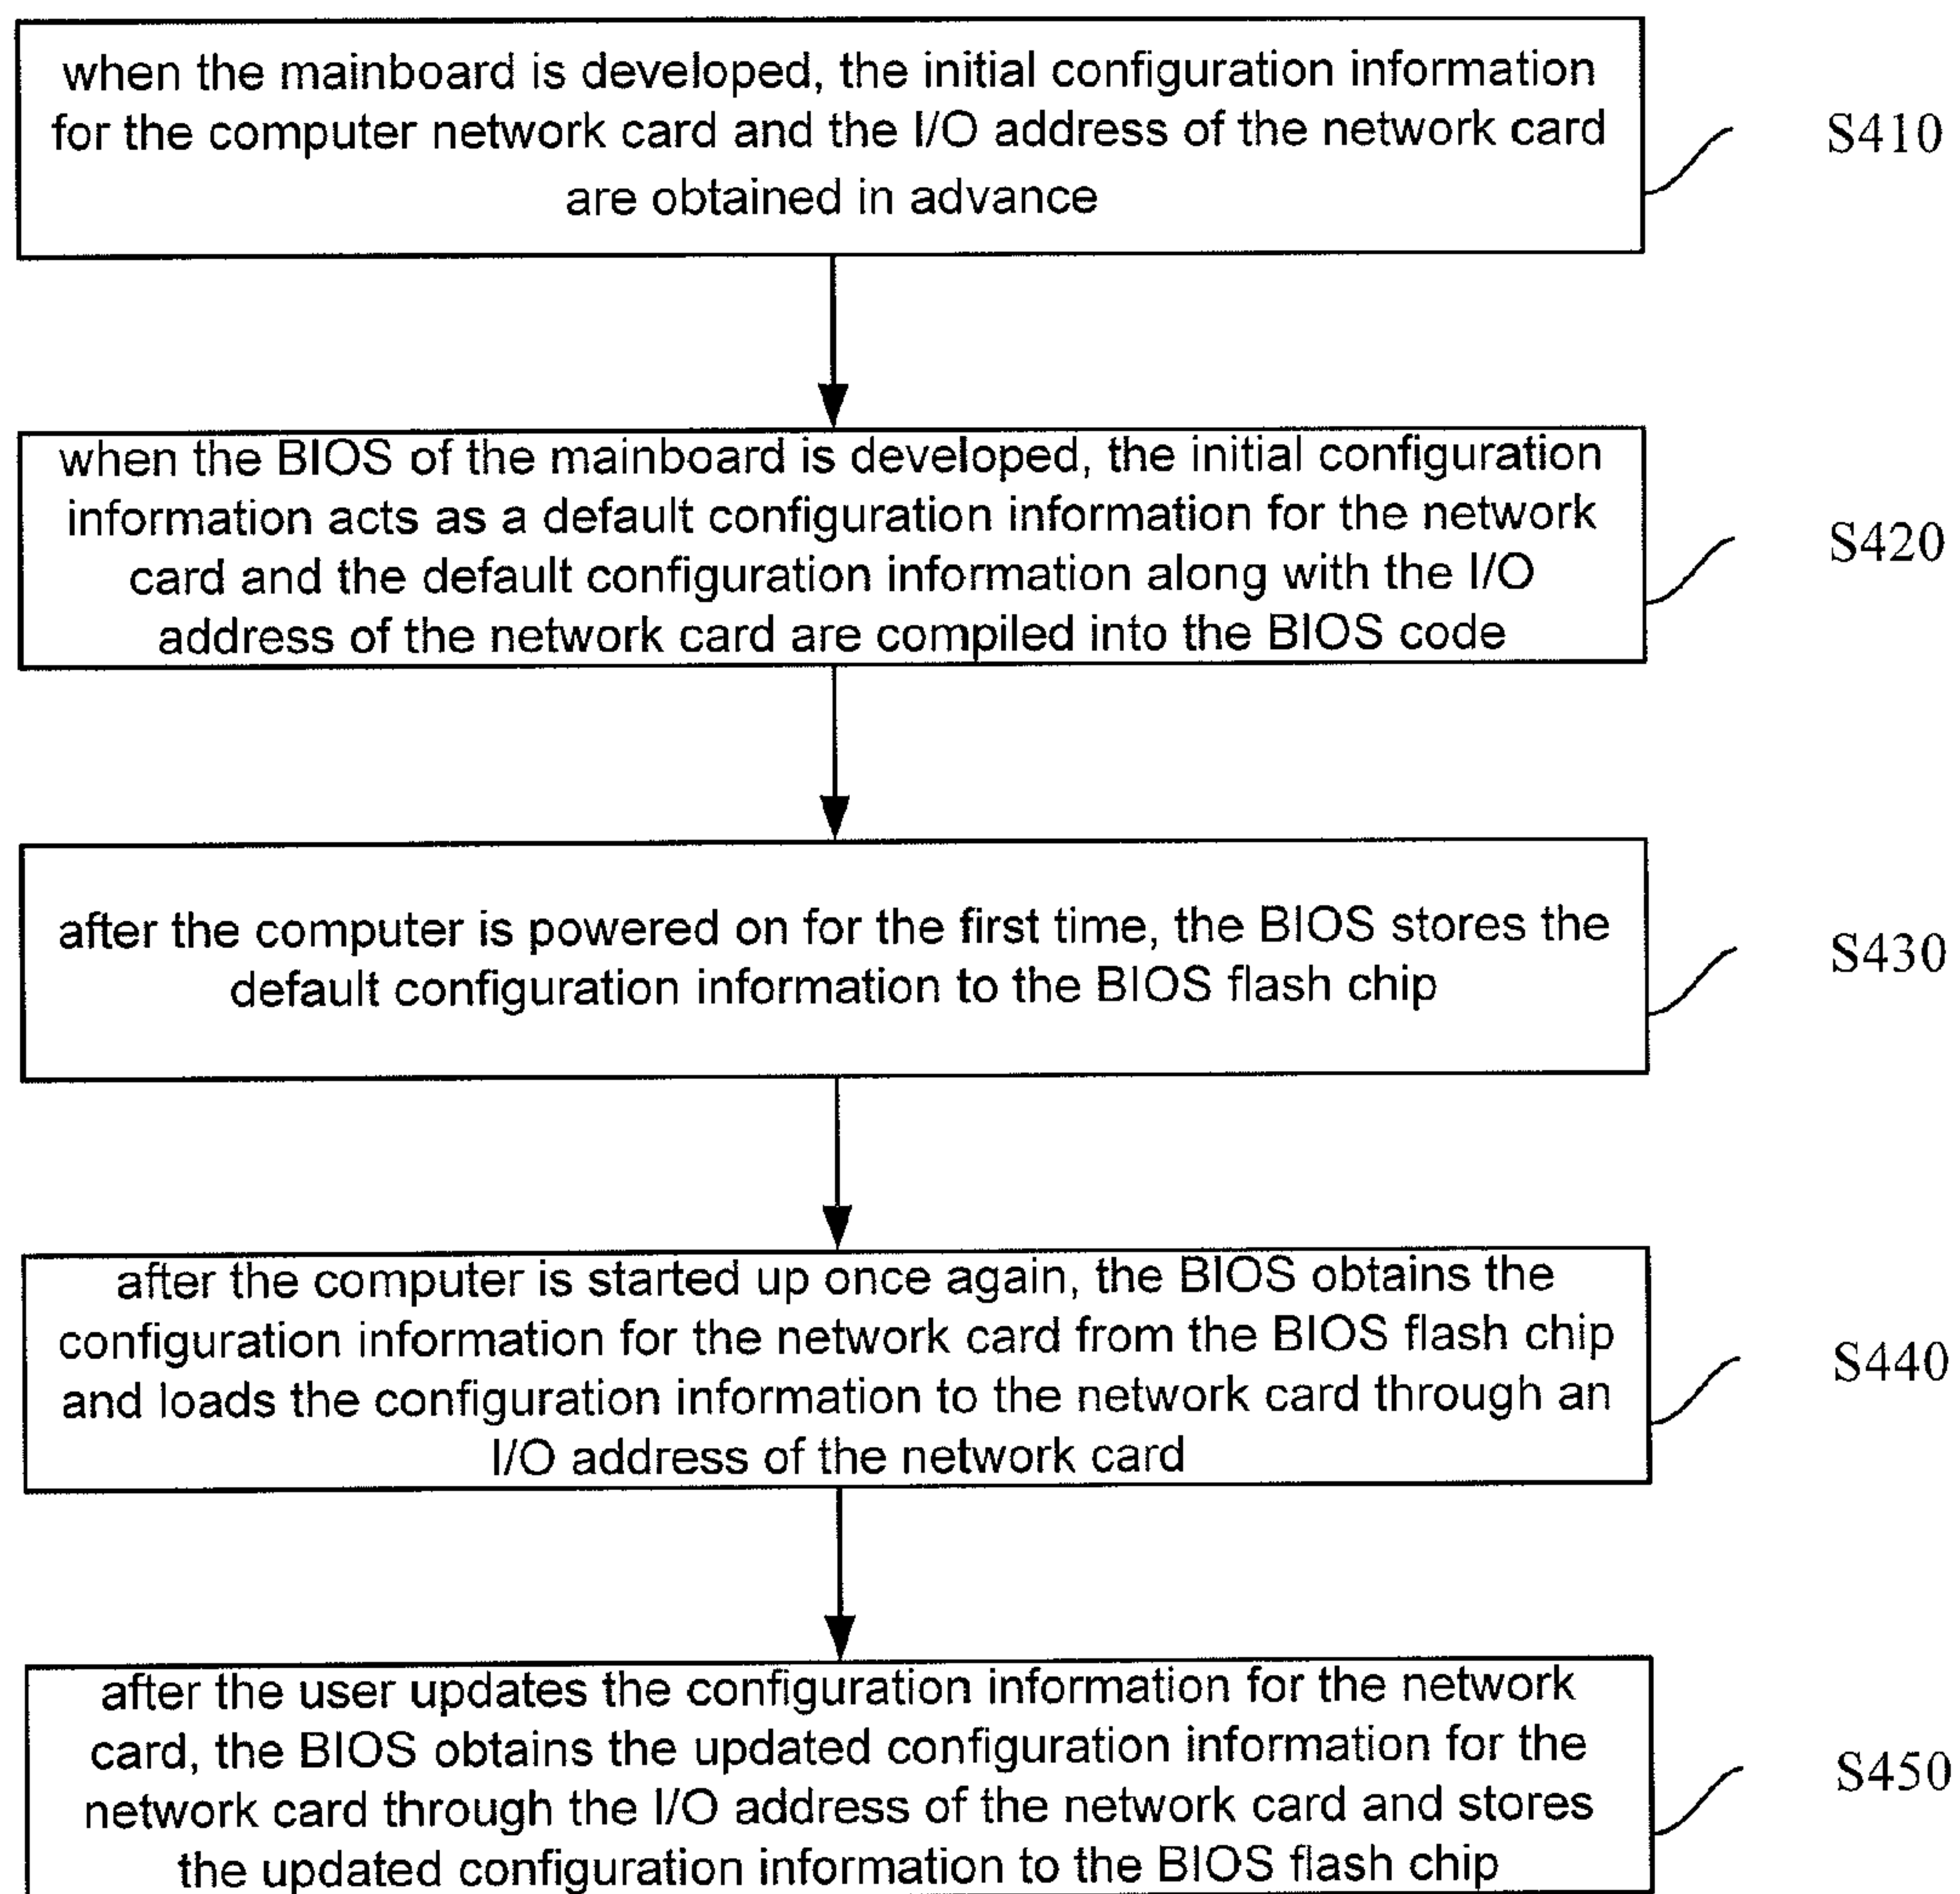 when the mainboard is developed, the initial configuration information
for the computer network card and the I/O address of the network card
are obtained in advance
S410
when the BIOS of the mainboard is developed, the initial configuration
information acts as a default configuration information for the network
card and the default configuration information along with the I/O
address of the network card are compiled into the BIOS code
S420
after the computer is powered on for the first time, the BIOS stores the
default configuration information to the BIOS flash chip
S430
after the computer is started up once again, the BIOS obtains the
configuration information for the network card from the BIOS flash chip
and loads the configuration information to the network card through an
I/O address of the network card
S440
after the user updates the configuration information for the network
card, the BIOS obtains the updated configuration information for the
network card through the I/O address of the network card and stores
the updated configuration information to the BIOS flash chip
S450